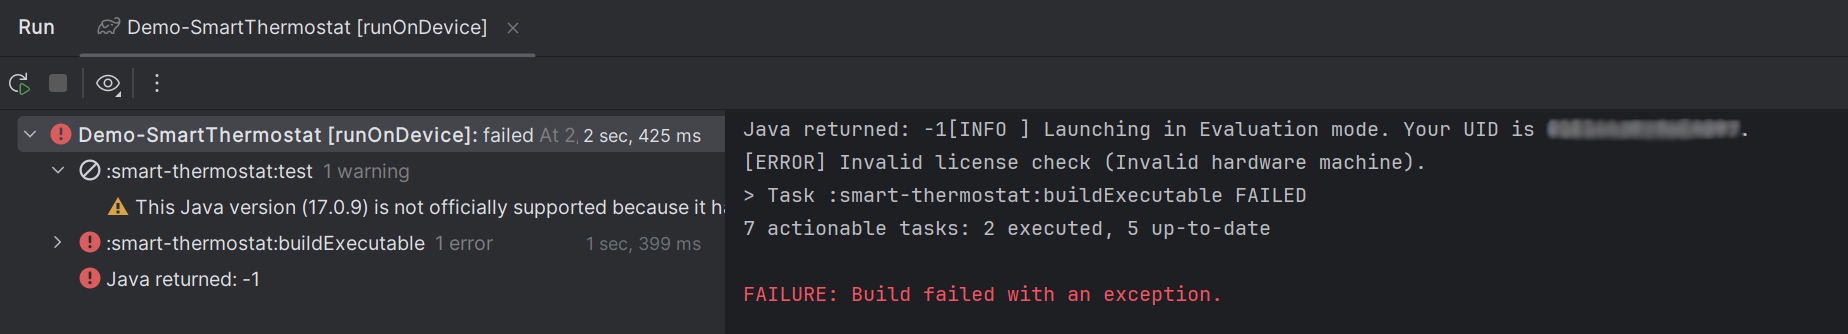 Run
Demo-SmartThermostat [runOnDevice]
Demo-SmartThermostat [runOnDevice]: failed At 2, 2 sec, 425 ms
:smart-thermostat:test 1 warning
This Java version (17.0.9) is not officially supported because it
:smart-thermostat:buildExecutable 1 error 1 sec, 399 ms
Java returned: -1
Java returned: -1[INFO ] Launching in Evaluation mode. Your UID is .
[ERROR] Invalid license check (Invalid hardware machine).
> Task :smart-thermostat:buildExecutable FAILED
7 actionable tasks: 2 executed, 5 up-to-date
FAILURE: Build failed with an exception.